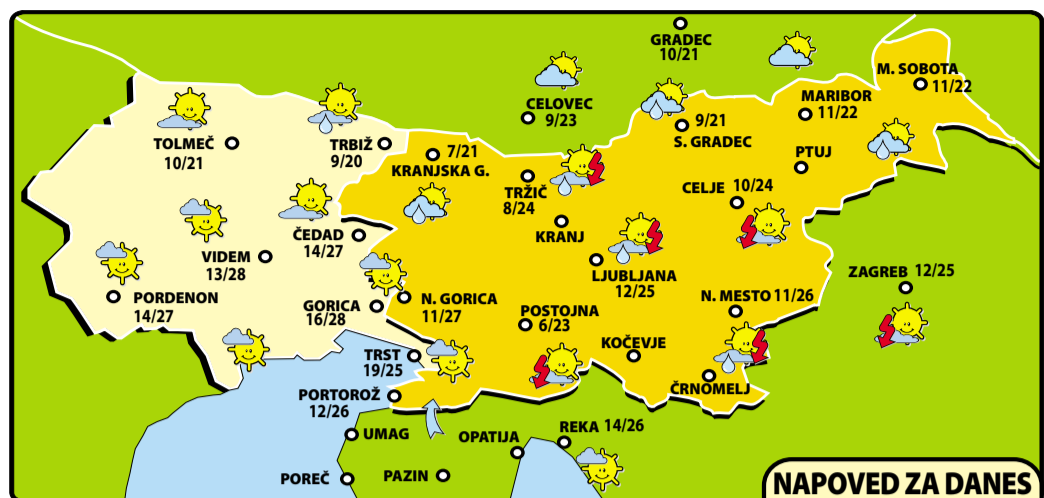 GRADEC
10/21
M. SOBOTA
11/22
CELOVEC
9/23
MARIBOR
11/22
9/21
S. GRADEC
TOLMEČ
10/21
TRBIŽ
9/20
7/21
KRANJSKA G.
PTUJ
TRŽIČ
8/24
CELJE 10/24
KRANJ
ČEDAD
14/27
VIDEM
13/28
LJUBLJANA
12/25
ZAGREB 12/25
PORDENON
14/27
GORICA
16/28
N. GORICA
11/27
N. MESTO 11/26
POSTOJNA
6/23
KOČEVJE
TRST
19/25
ČRNOMELJ
PORTOROŽ
12/26
UMAG
OPATIJA
REKA 14/26
POREČ
PAZIN
NAPOVED ZA DANES